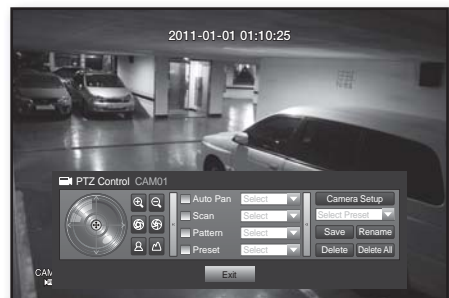 2011-01-01 01:10:25
PTZ Control CAM01
Auto Pan Select Camera Setup
Scan Select Select Preset
Pattern Select Save Rename
Preset Select Delete Delete All
CAM
Exit